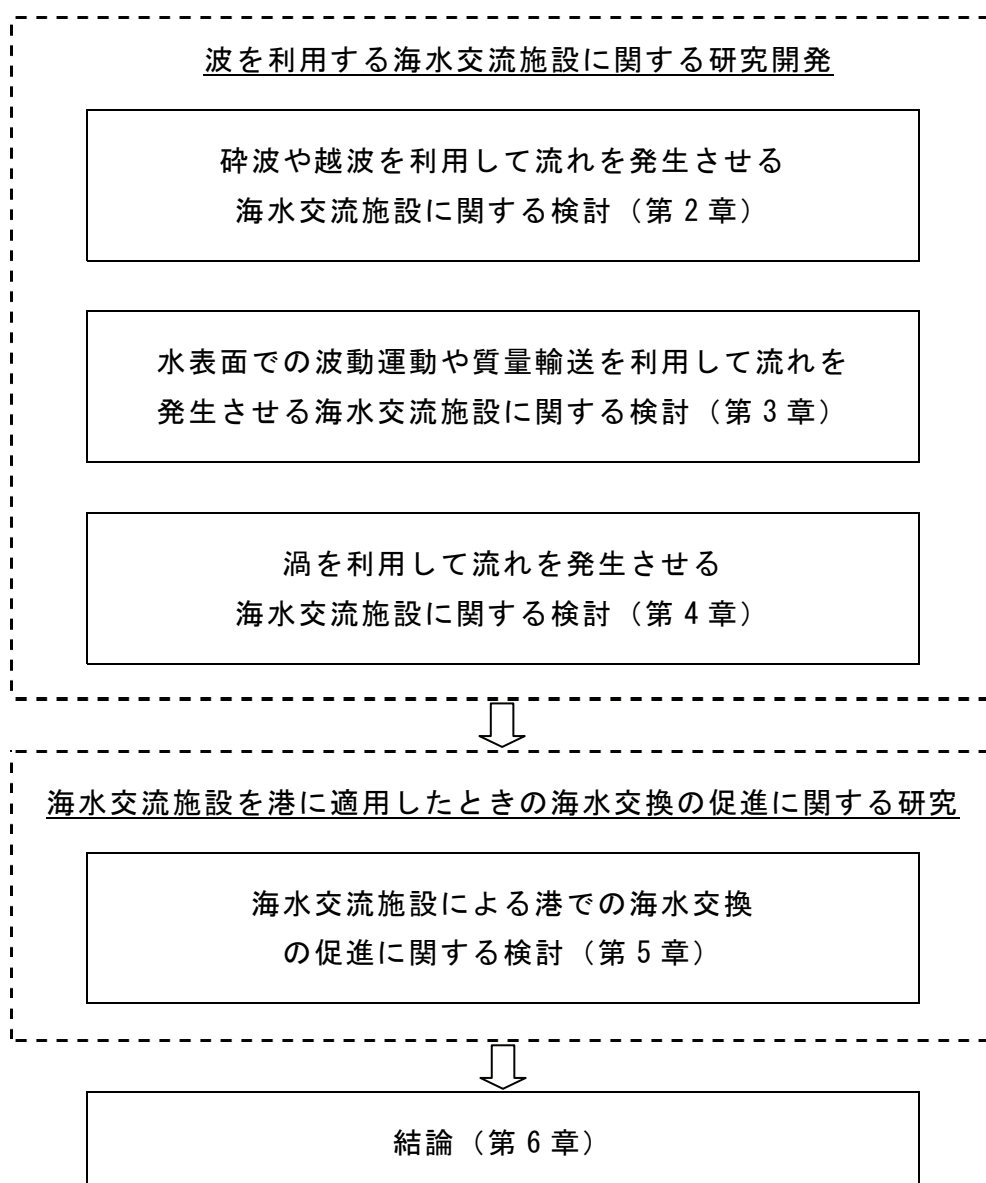 波を利用する海水交流施設に関する研究開発
砕波や越波を利用して流れを発生させる
海水交流施設に関する検討（第２章）
水表面での波動運動や質量輸送を利用して流れを
発生させる海水交流施設に関する検討（第３章）
渦を利用して流れを発生させる
海水交流施設に関する検討（第４章）
海水交流施設を港に適用したときの海水交換の促進に関する研究
海水交流施設による港での海水交換
の促進に関する検討（第５章）
結論（第６章）